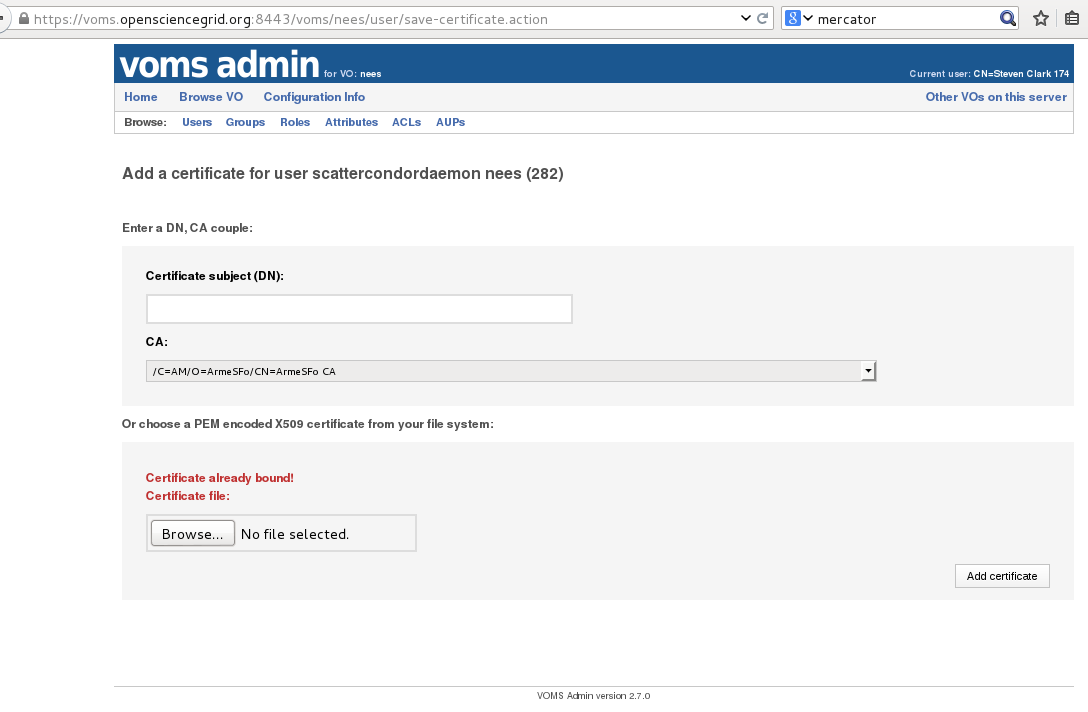 https://voms.opensciencegrid.org:8443/voms/nees/user/save-certificate.action
8 mercator
voms admin for VO: nees Current user: CN=Steven Clark 174
Home Browse VO Configuration Info Other VOs on this server
Browse: Users Groups Roles Attributes ACLs AUPs
Add a certificate for user scattercondordaemon nees (282)
Enter a DN, CA couple:
Certificate subject (DN):
CA:
/C=AM/O=ArmeSFo/CN=ArmeSFo CA
Or choose a PEM encoded X509 certificate from your file system:
Certificate already bound!
Certificate file:
Browse... No file selected.
Add certificate
VOMS Admin version 2.7.0